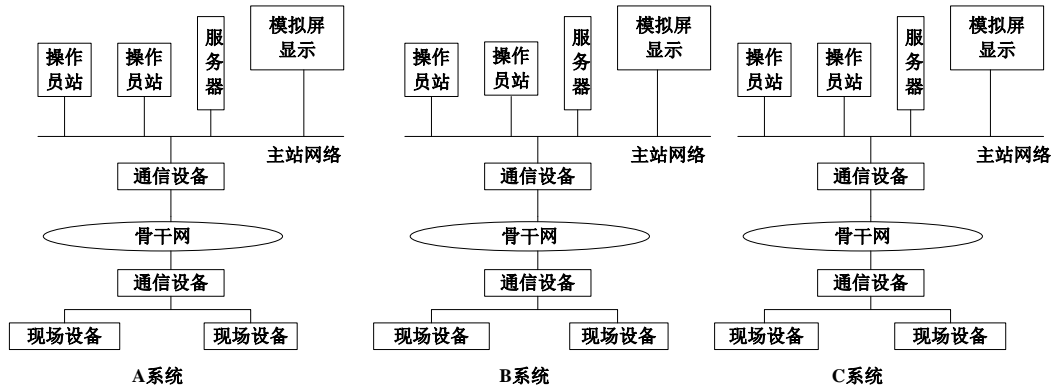 操作
员站
操作
员站
服
务
器
模拟屏
显示
主站网络
通信设备
骨干网
通信设备
现场设备
现场设备
A系统
操作
员站
操作
员站
服
务
器
模拟屏
显示
主站网络
通信设备
骨干网
通信设备
现场设备
现场设备
B系统
操作
员站
操作
员站
服
务
器
模拟屏
显示
主站网络
通信设备
骨干网
通信设备
现场设备
现场设备
C系统